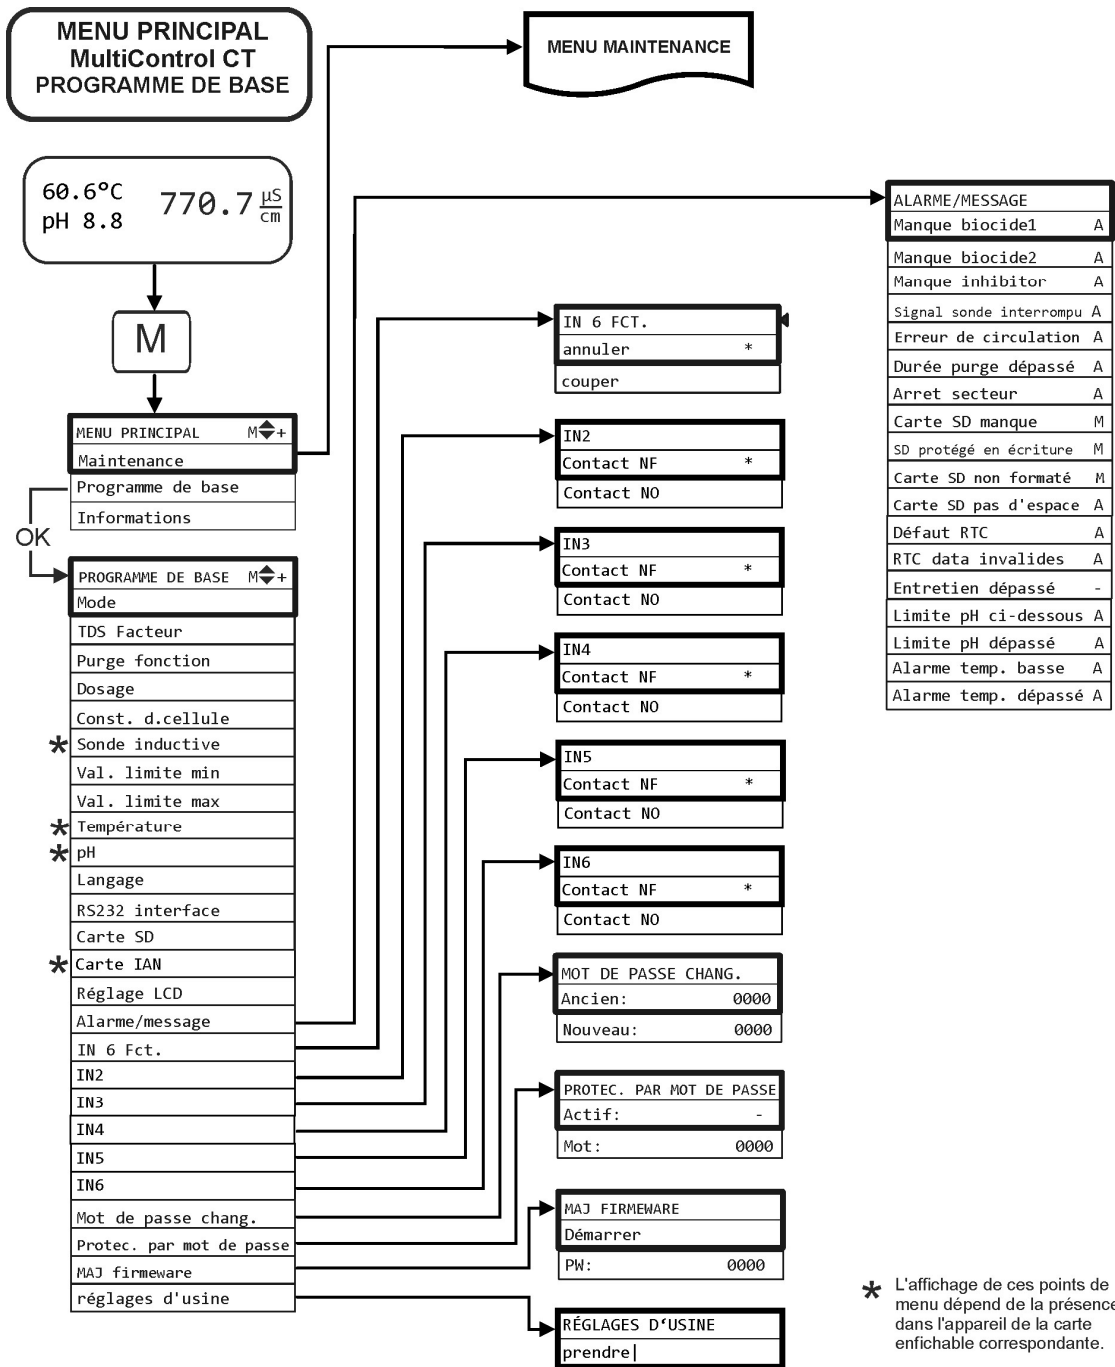 MENU PRINCIPAL
MultiControl CT
PROGRAMME DE BASE
MENU MAINTENANCE
60.6°C
pH 8.8
770.7 µS/cm
M
MENU PRINCIPAL M+
Maintenance
Programme de base
Informations
OK
PROGRAMME DE BASE M+
Mode
TDS Facteur
Purge fonction
Dosage
Const. d.cellule
* Sonde inductive
Val. limite min
Val. limite max
* Température
* pH
Langage
RS232 interface
Carte SD
* Carte IAN
Réglage LCD
Alarme/message
IN 6 Fct.
IN2
IN3
IN4
IN5
IN6
Mot de passe chang.
Protec. par mot de passe
MAJ firmeware
réglages d'usine
IN 6 FCT.
annuler *
couper
IN2
Contact NF *
Contact NO
IN3
Contact NF *
Contact NO
IN4
Contact NF *
Contact NO
IN5
Contact NF *
Contact NO
IN6
Contact NF *
Contact NO
MOT DE PASSE CHANG.
Ancien: 0000
Nouveau: 0000
PROTEC. PAR MOT DE PASSE
Actif: -
Mot: 0000
MAJ FIRMEWARE
Démarrer
PW: 0000
RÉGLAGES D‘USINE
prendre|
ALARME/MESSAGE
Manque biocide1 A
Manque biocide2 A
Manque inhibitor A
Signal sonde interrompu A
Erreur de circulation A
Durée purge dépassé A
Arret secteur A
Carte SD manque M
SD protégé en écriture M
Carte SD non formaté M
Carte SD pas d'espace A
Défaut RTC A
RTC data invalides A
Entretien dépassé -
Limite pH ci-dessous A
Limite pH dépassé A
Alarme temp. basse A
Alarme temp. dépassé A
* L'affichage de ces points de
menu dépend de la présence
dans l'appareil de la carte
enfichable correspondante.